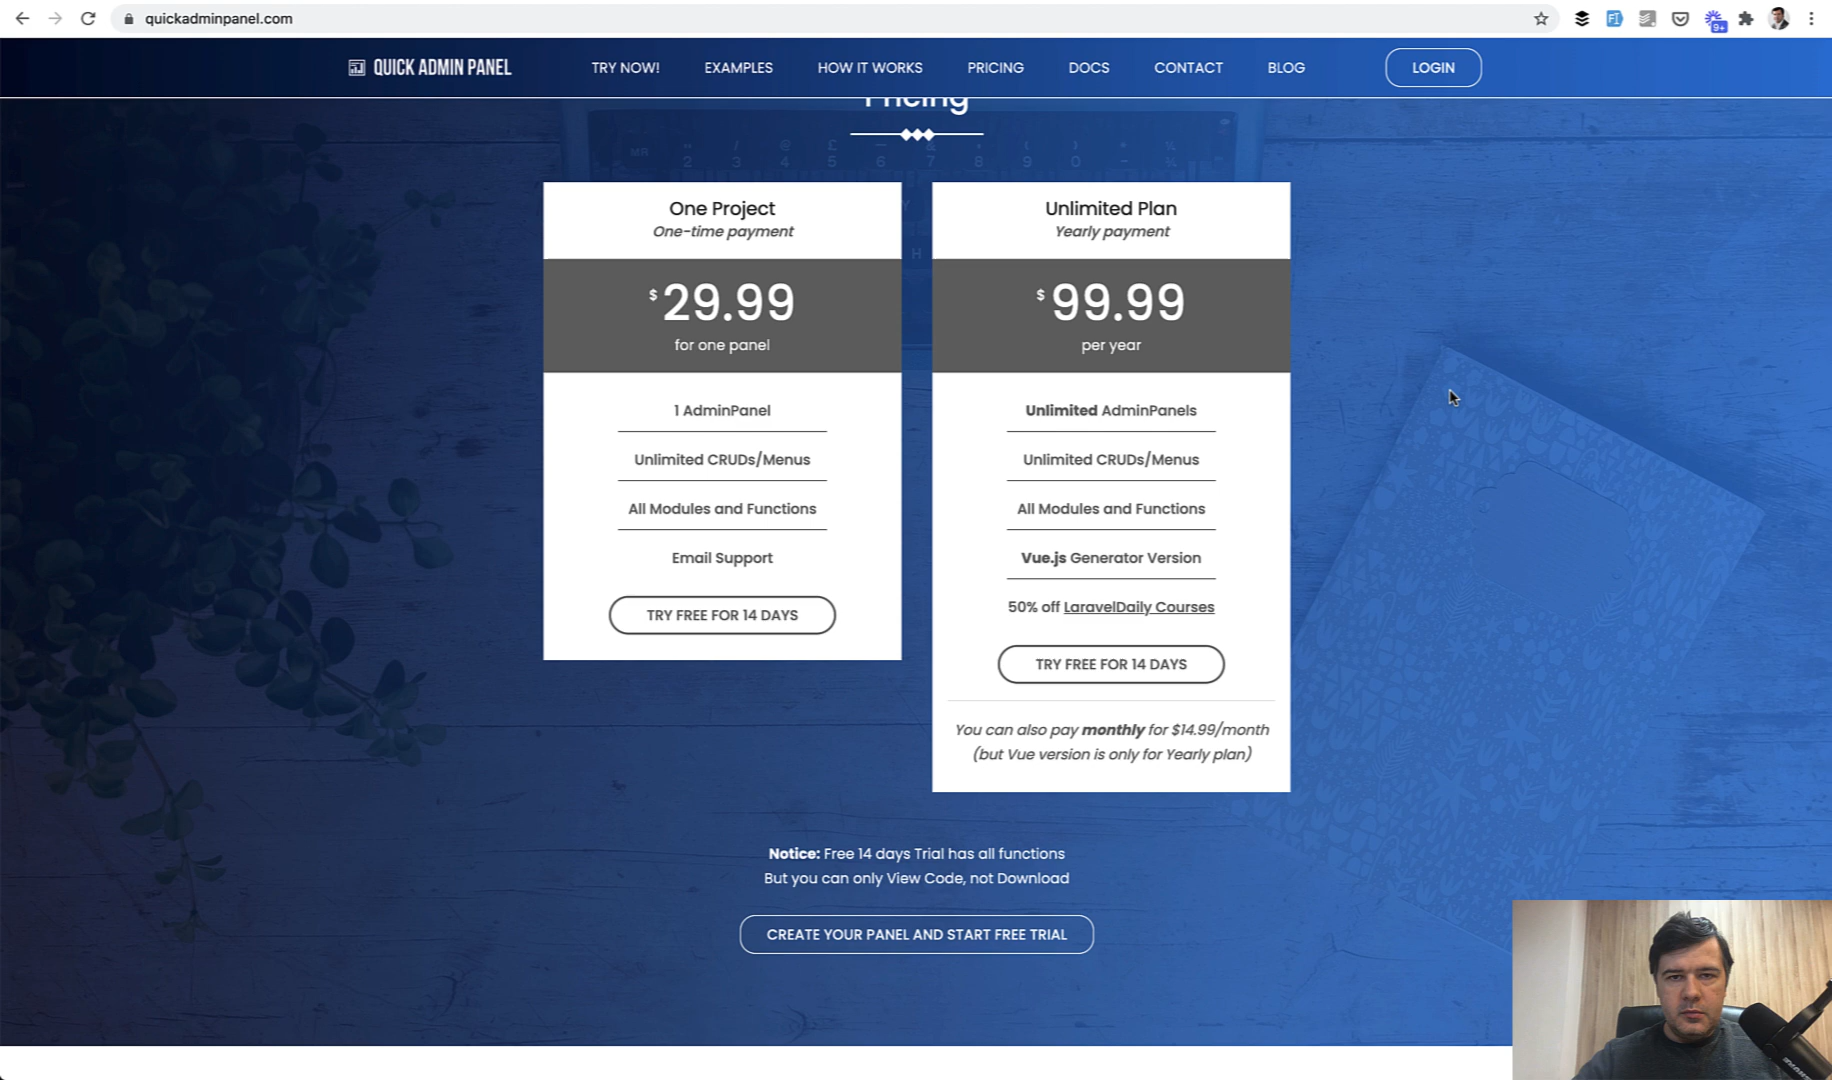 quickadminpanel.com
9+
QUICK ADMIN PANEL
TRY NOW!
EXAMPLES
HOW IT WORKS
PRICING
DOCS
CONTACT
BLOG
LOGIN
Pricing
One Project
One-time payment
$29.99
for one panel
1 AdminPanel
Unlimited CRUDs/Menus
All Modules and Functions
Email Support
TRY FREE FOR 14 DAYS
Unlimited Plan
Yearly payment
$99.99
per year
Unlimited AdminPanels
Unlimited CRUDs/Menus
All Modules and Functions
Vue.js Generator Version
50% off LaravelDaily Courses
TRY FREE FOR 14 DAYS
You can also pay monthly for $14.99/month
(but Vue version is only for Yearly plan)
Notice: Free 14 days Trial has all functions
But you can only View Code, not Download
CREATE YOUR PANEL AND START FREE TRIAL